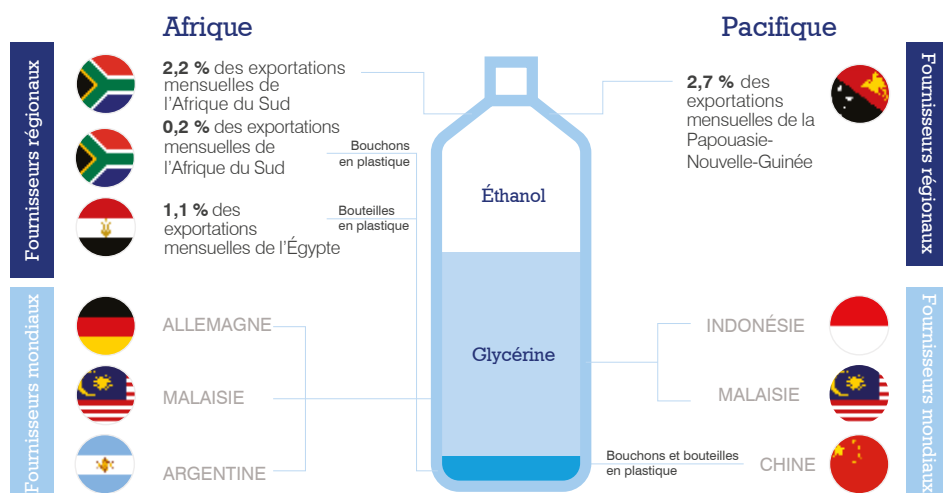 Afrique
Fournisseurs régionaux
2,2 % des exportations
mensuelles de
l'Afrique du Sud
0,2 % des exportations
mensuelles de
l'Afrique du Sud
Bouchons
en plastique
1,1 % des
exportations
mensuelles de l'Égypte
Bouteilles
en plastique
Fournisseurs mondiaux
ALLEMAGNE
MALAISIE
ARGENTINE
Éthanol
Glycérine
Pacifique
2,7 % des
exportations
mensuelles de la
Papouasie-
Nouvelle-Guinée
Fournisseurs régionaux
INDONÉSIE
MALAISIE
Bouchons et bouteilles
en plastique
CHINE
Fournisseurs mondiaux